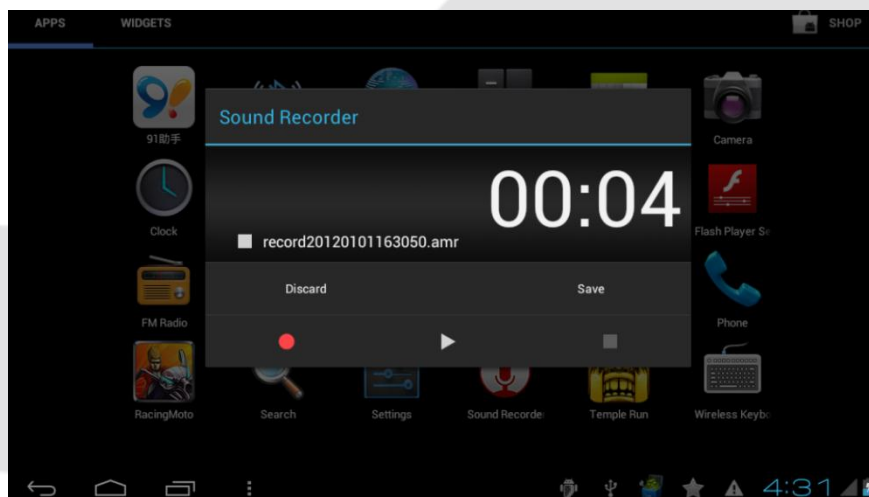 APPS WIDGETS SHOP
Sound Recorder
00:04
record20120101163050.amr
Discard Save
91助手 Camera
Clock Flash Player Se
FM Radio Phone
RacingMoto Search Settings Sound Recorde Temple Run Wireless Keybo
4:31